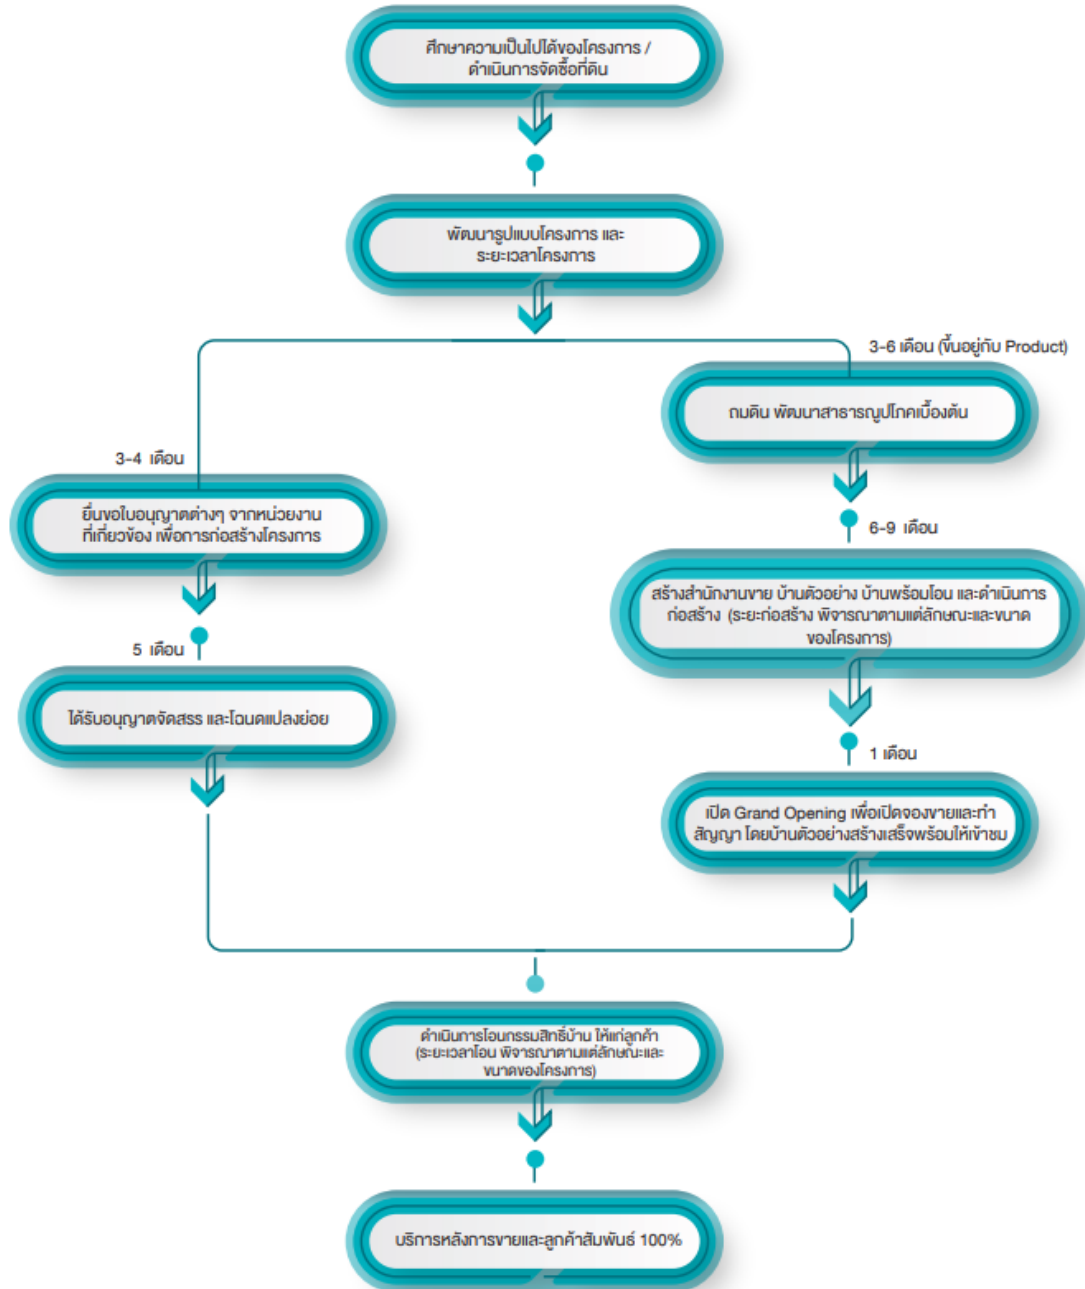 ศึกษาความเป็นไปได้ของโครงการ /
ดำเนินการจัดซื้อที่ดิน
พัฒนารูปแบบโครงการ และ
ระยะเวลาโครงการ
3-6 เดือน (ขึ้นอยู่กับ Product)
ถมดิน พัฒนาสาธารณูปโภคเบื้องต้น
3-4 เดือน
ยื่นขอใบอนุญาตต่างๆ จากหน่วยงาน
ที่เกี่ยวข้อง เพื่อการก่อสร้างโครงการ
6-9 เดือน
สร้างสำนักงานขาย บ้านตัวอย่าง บ้านพร้อมโอน และดำเนินการ
ก่อสร้าง (ระยะก่อสร้าง พิจารณาตามแต่ลักษณะและขนาด
ของโครงการ)
5 เดือน
ได้รับอนุญาตจัดสรร และโฉนดแปลงย่อย
1 เดือน
เปิด Grand Opening เพื่อเปิดจองขายและทำ
สัญญา โดยบ้านตัวอย่างสร้างเสร็จพร้อมให้เข้าชม
ดำเนินการโอนกรรมสิทธิ์บ้าน ให้แก่ลูกค้า
(ระยะเวลาโอน พิจารณาตามแต่ลักษณะและ
ขนาดของโครงการ)
บริการหลังการขายและลูกค้าสัมพันธ์ 100%